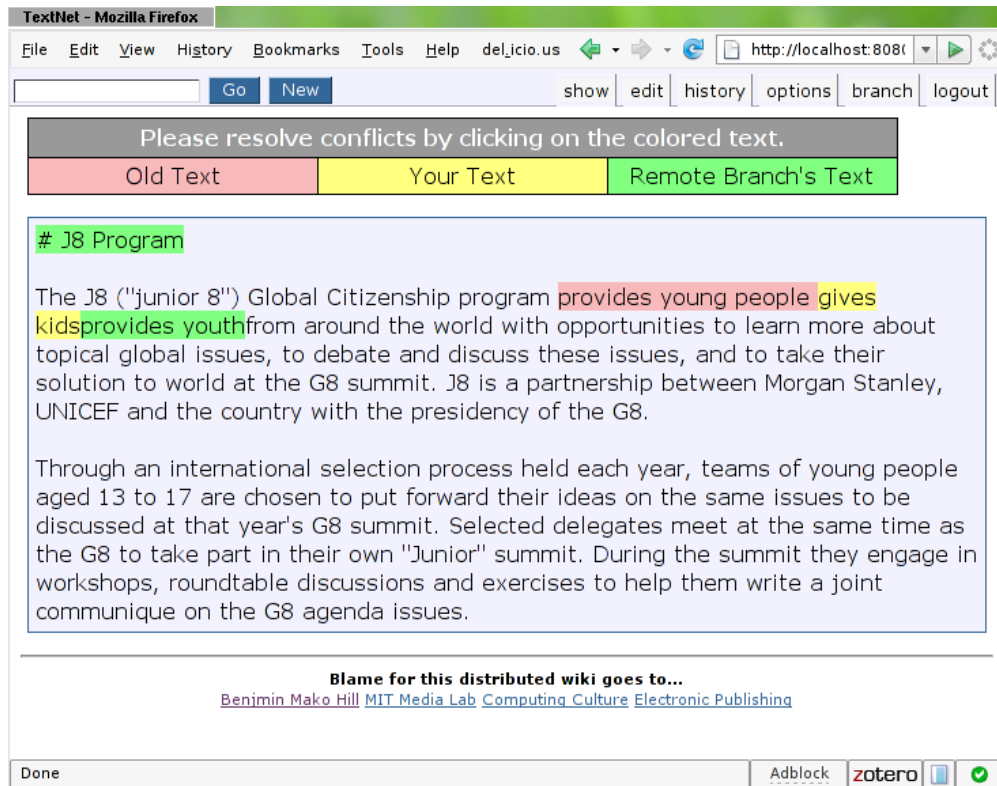 TextNet - Mozilla Firefox
File Edit View History Bookmarks Tools Help del.icio.us http://localhost:808(
Go New show edit history options branch logout
Please resolve conflicts by clicking on the colored text.
Old Text Your Text Remote Branch's Text
# J8 Program
The J8 ("junior 8") Global Citizenship program provides young people gives
kidsprovides youthfrom around the world with opportunities to learn more about
topical global issues, to debate and discuss these issues, and to take their
solution to world at the G8 summit. J8 is a partnership between Morgan Stanley,
UNICEF and the country with the presidency of the G8.
Through an international selection process held each year, teams of young people
aged 13 to 17 are chosen to put forward their ideas on the same issues to be
discussed at that year's G8 summit. Selected delegates meet at the same time as
the G8 to take part in their own "Junior" summit. During the summit they engage in
workshops, roundtable discussions and exercises to help them write a joint
communique on the G8 agenda issues.
Blame for this distributed wiki goes to...
Benjmin Mako Hill MIT Media Lab Computing Culture Electronic Publishing
Done Adblock zotero